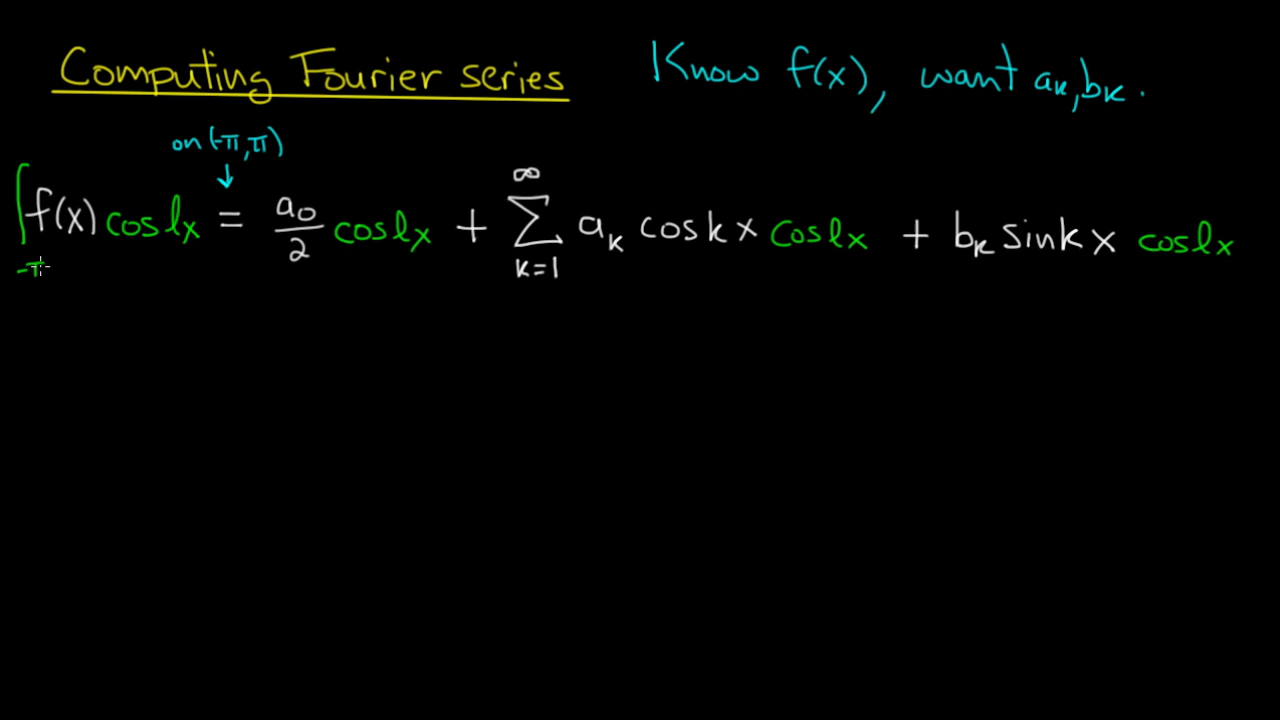 Computing Fourier series
Know f(x), want aₖ, bₖ.
on (-π, π)
↓
∫_{-π} f(x) cos lx = a₀/2 cos lx + ∑_{k=1}^{∞} aₖ cos kx cos lx + bₖ sin kx cos lx